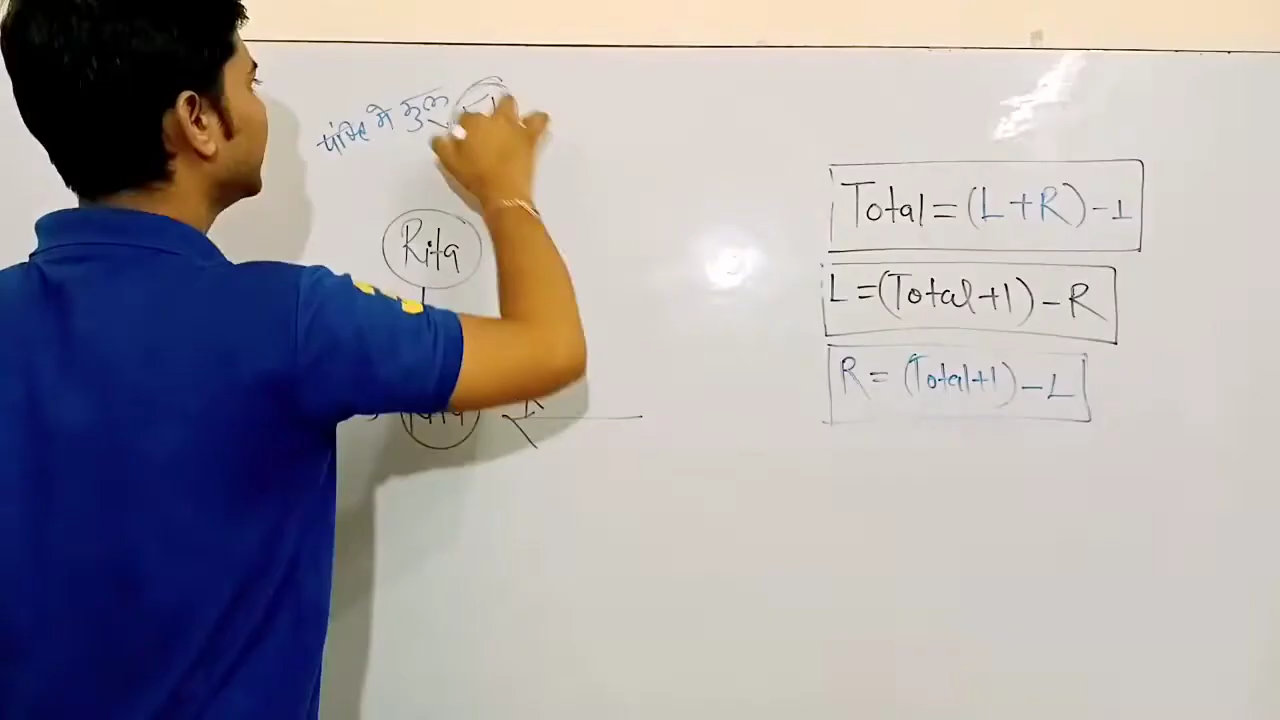 पंक्ति में कुल
Rita
Total = (L+R)-1
L = (Total+1) - R
R = (Total+1) - L